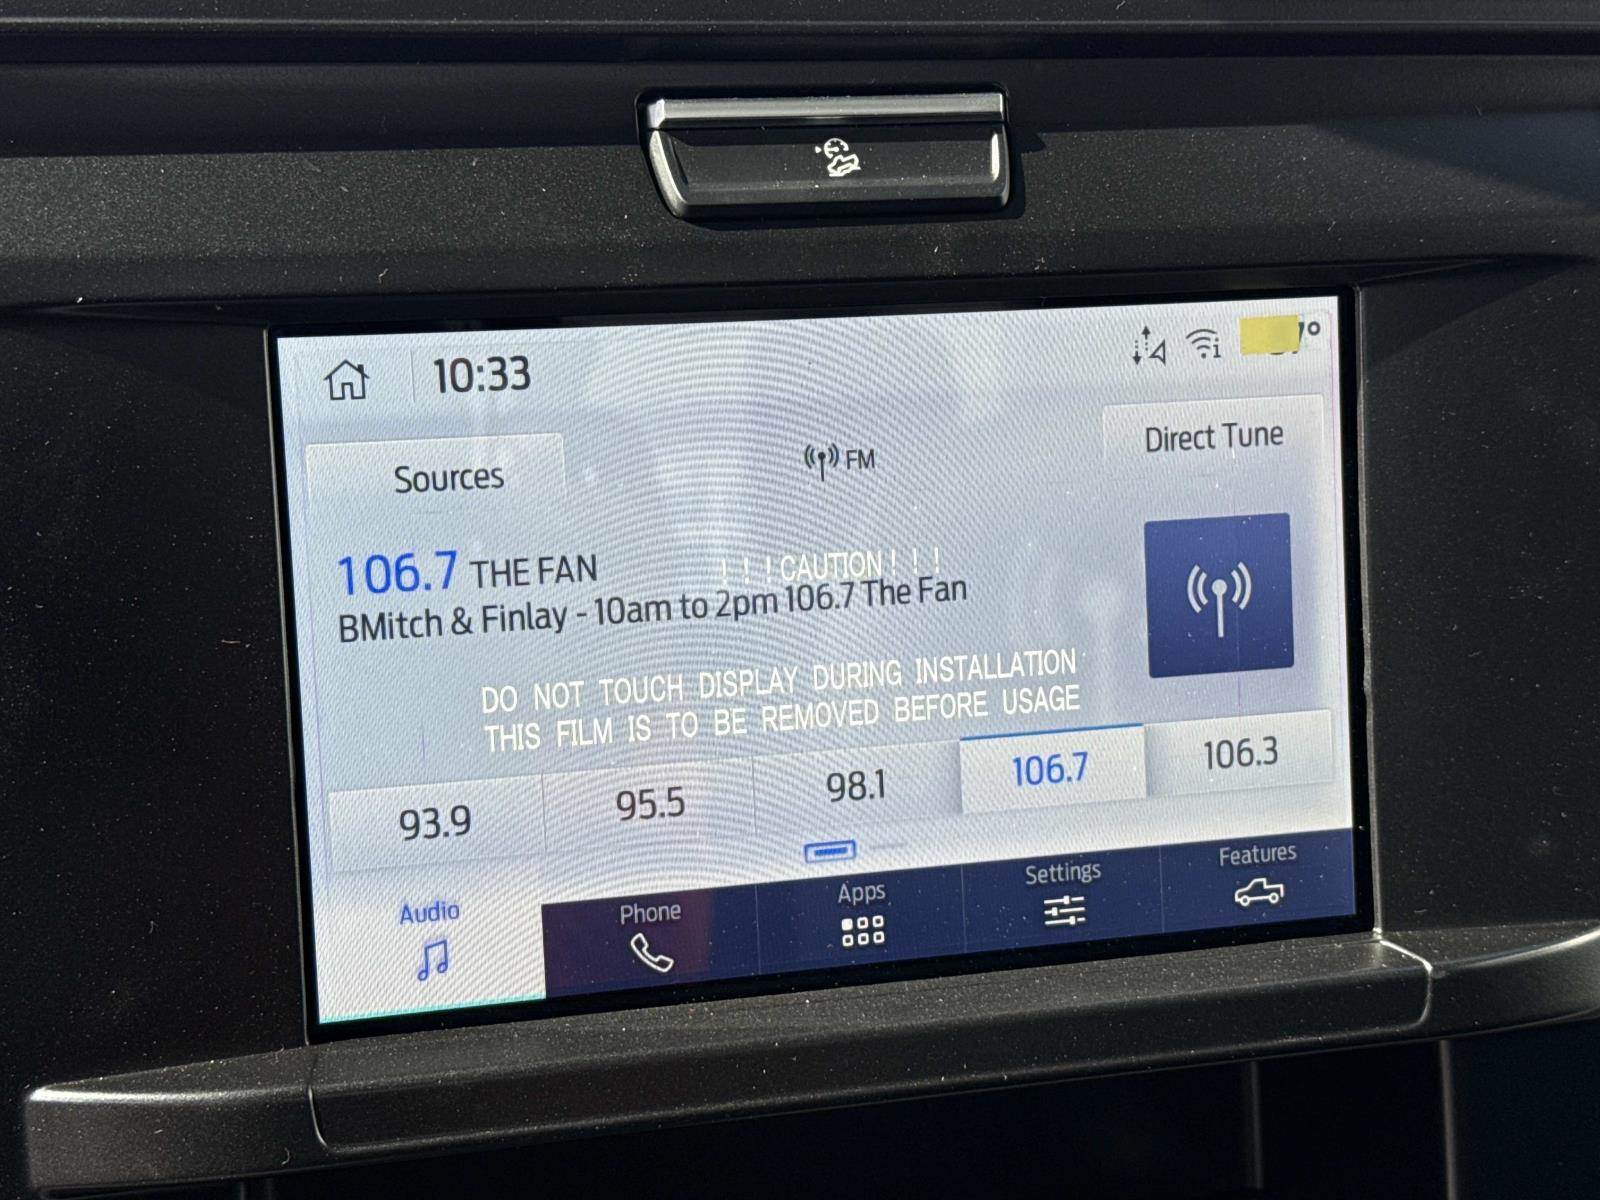 10:33
Sources
FM
Direct Tune
106.7 THE FAN
! ! ! CAUTION ! ! !
BMitch & Finlay - 10am to 2pm 106.7 The Fan
DO NOT TOUCH DISPLAY DURING INSTALLATION
THIS FILM IS TO BE REMOVED BEFORE USAGE
93.9 95.5 98.1 106.7 106.3
Audio Phone Apps Settings Features